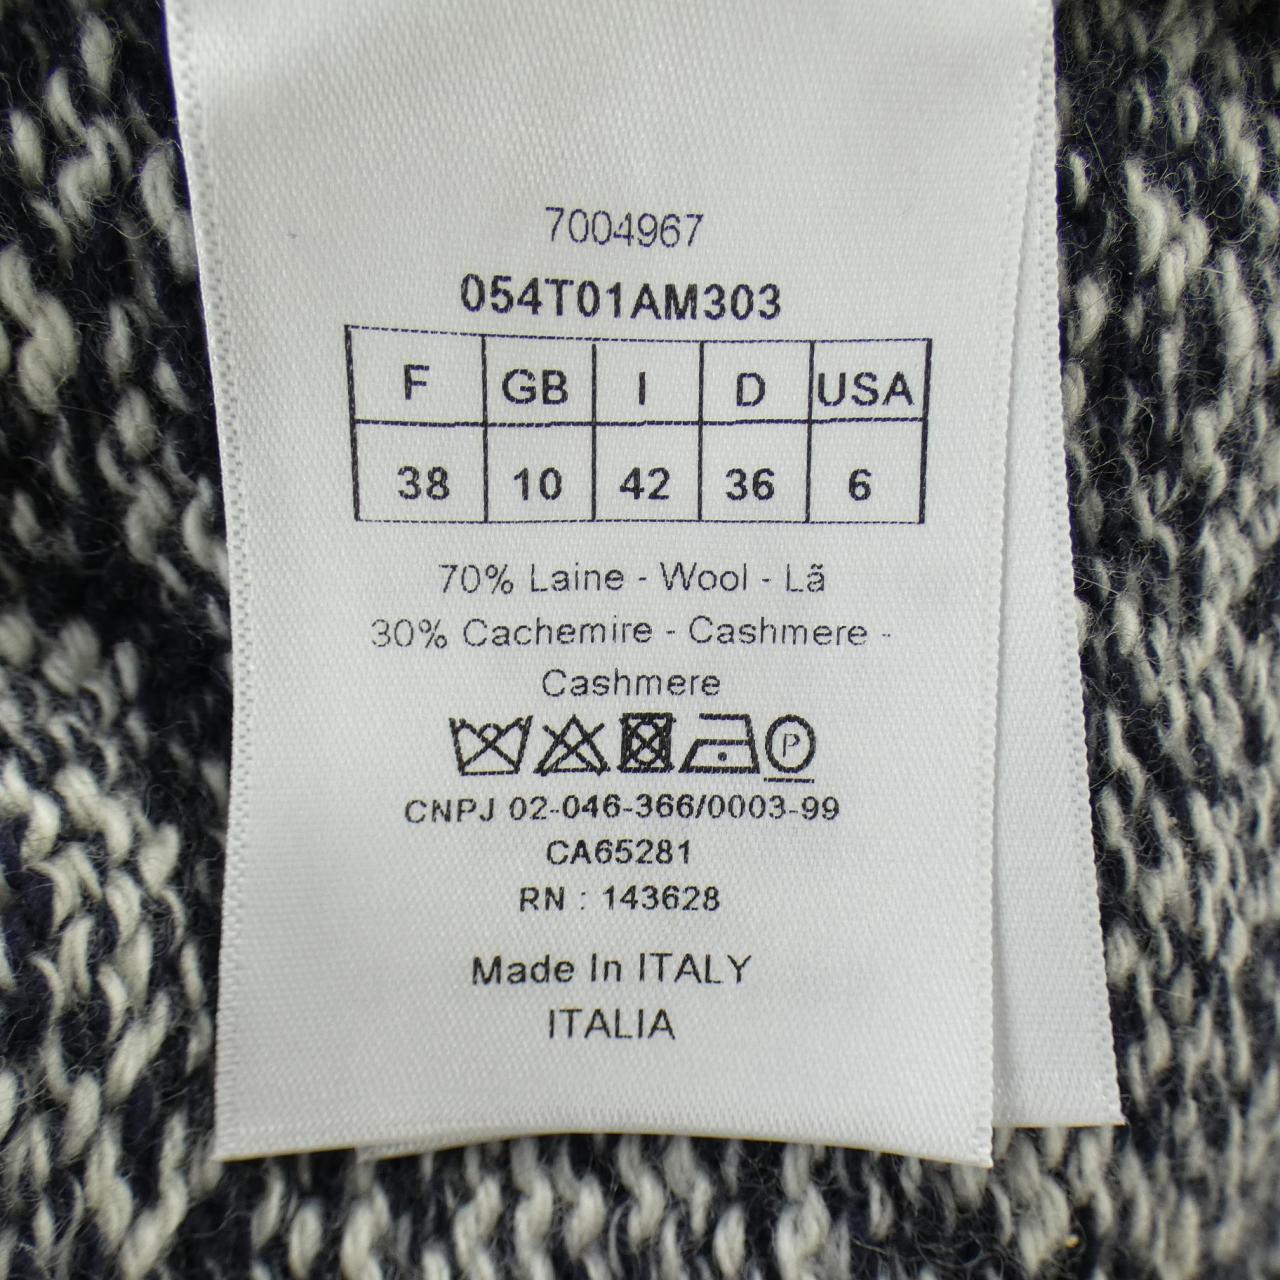 7004967
054T01AM303
F GB I D USA
38 10 42 36 6
70% Laine - Wool - Lã
30% Cachemire - Cashmere -
Cashmere
P
CNPJ 02-046-366/0003-99
CA65281
RN : 143628
Made In ITALY
ITALIA